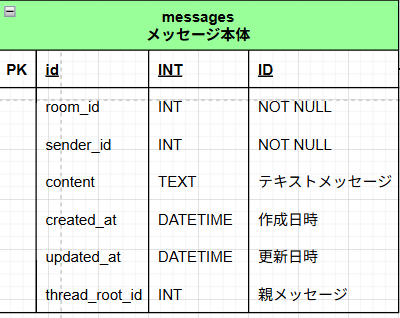 messages
メッセージ本体
PK id INT ID
room_id INT NOT NULL
sender_id INT NOT NULL
content TEXT テキストメッセージ
created_at DATETIME 作成日時
updated_at DATETIME 更新日時
thread_root_id INT 親メッセージ